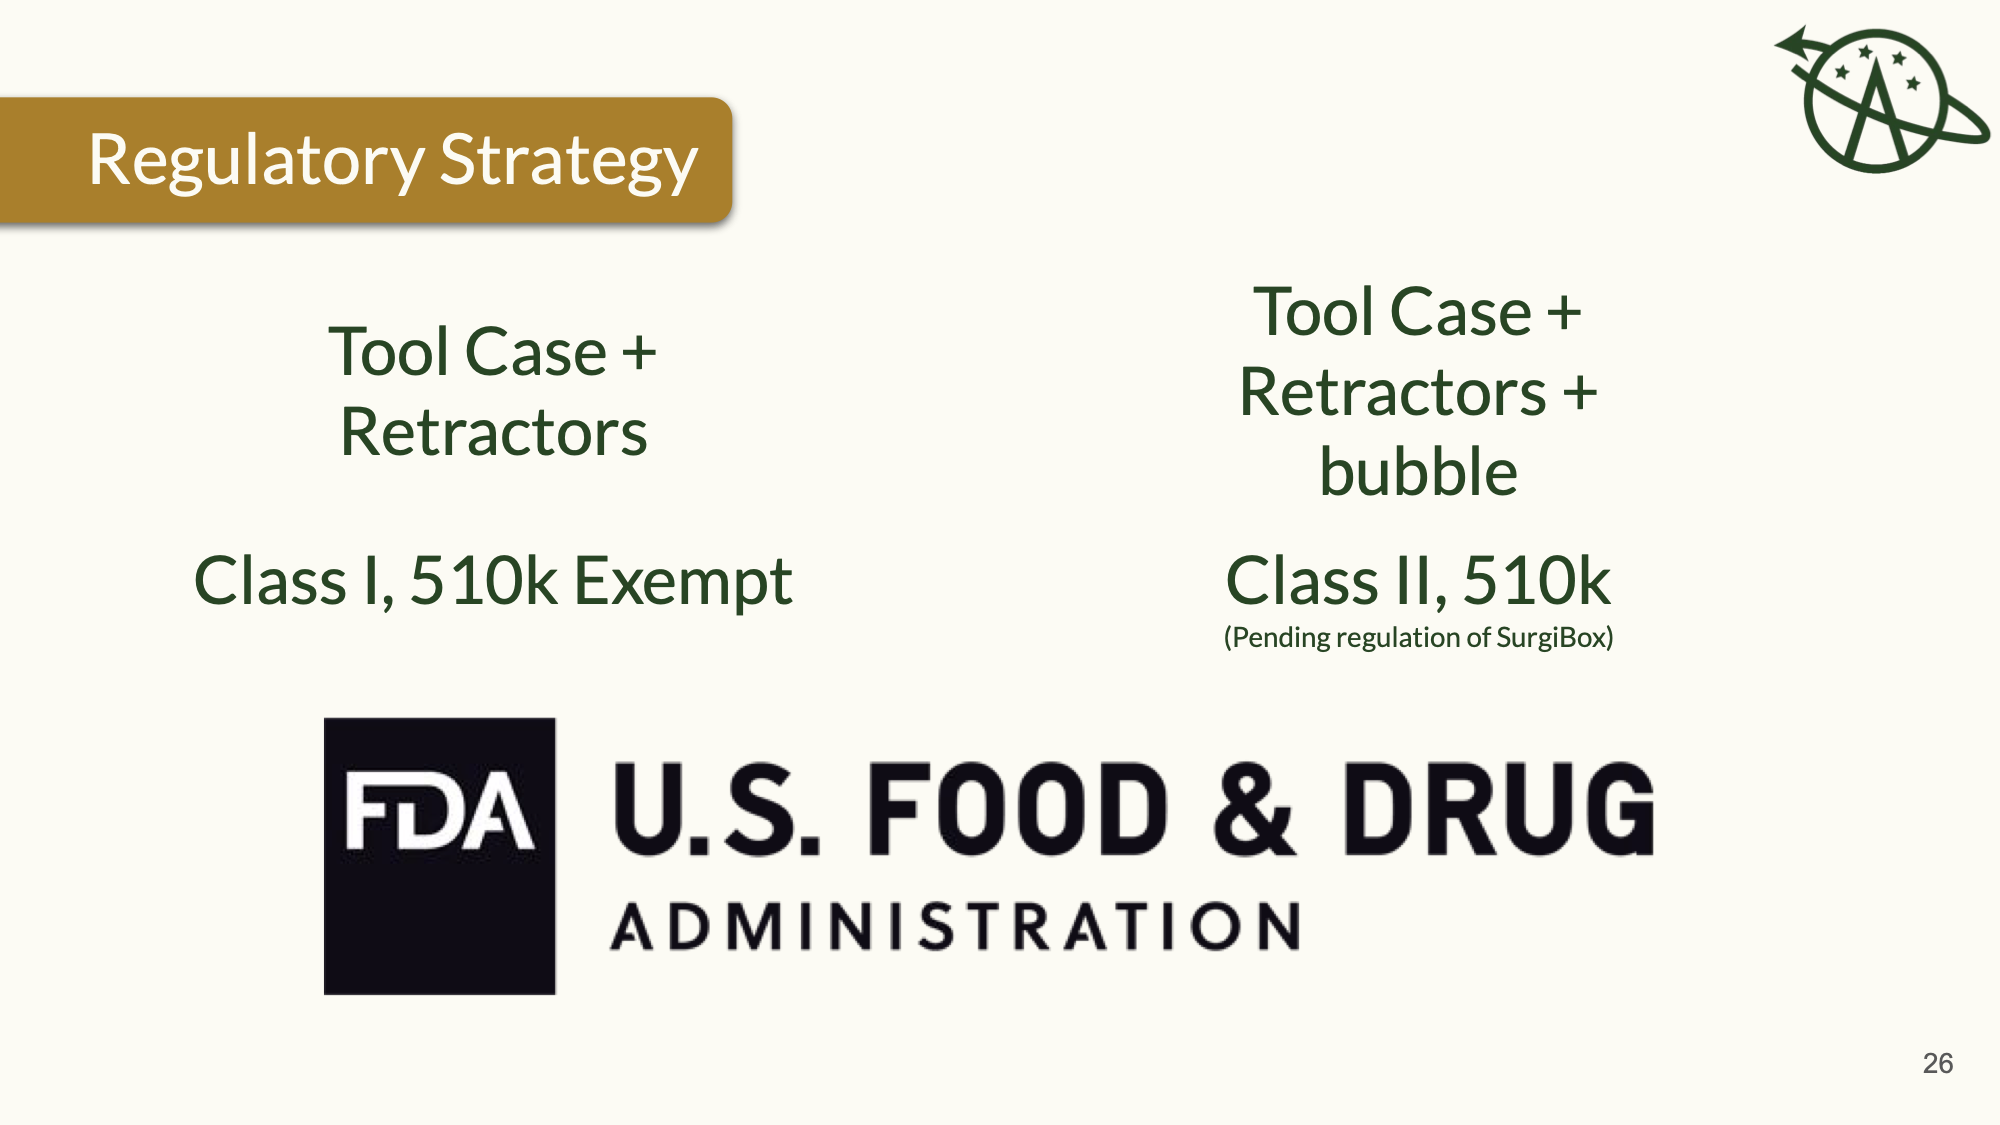 Regulatory Strategy
Tool Case +
Retractors
Class I, 510k Exempt
Tool Case +
Retractors +
bubble
Class II, 510k
(Pending regulation of SurgiBox)
FDA
U.S. FOOD & DRUG
ADMINISTRATION
26